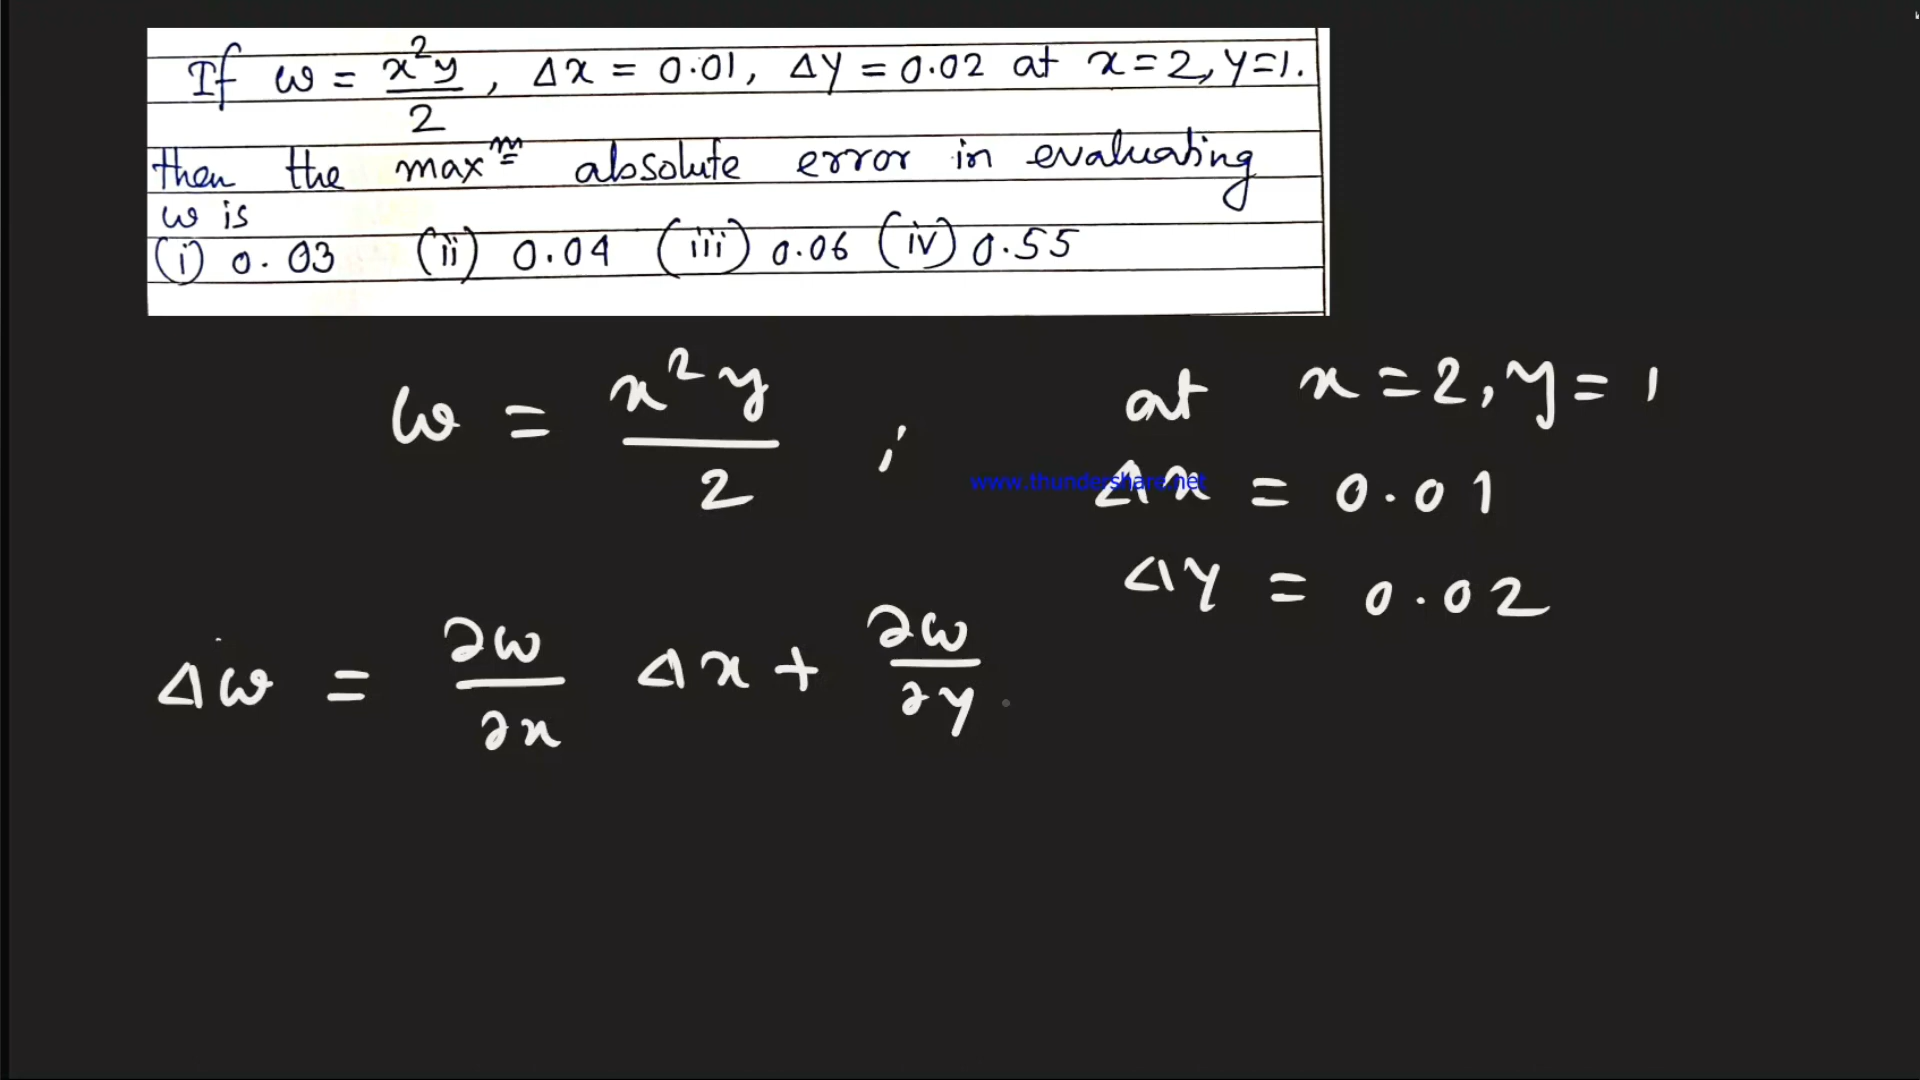 If w = x²y/2, Δx = 0.01, Δy = 0.02 at x=2, y=1.
then the maxᵐ absolute error in evaluating
w is
(i) 0.03 (ii) 0.04 (iii) 0.06 (iv) 0.55
w = x²y/2 ; at x=2, y=1
www.thundershare.net
Δx = 0.01
Δy = 0.02
Δw = ∂w/∂x Δx + ∂w/∂y